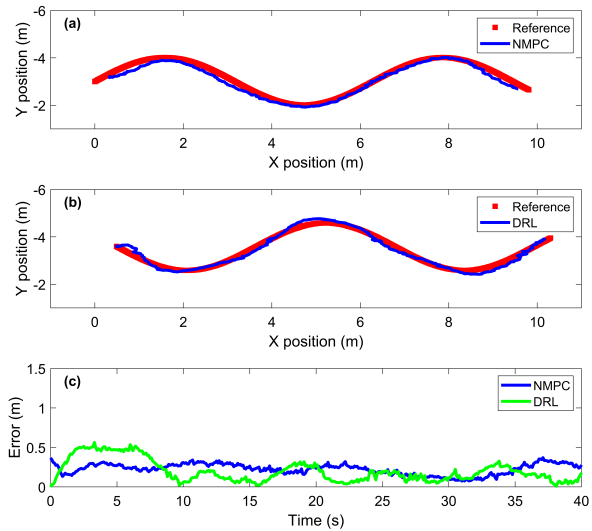 (a)
Reference
NMPC
-6
-4
-2
Y position (m)
0 2 4 6 8 10
X position (m)
(b)
Reference
DRL
-6
-4
-2
Y position (m)
0 2 4 6 8 10
X position (m)
(c)
NMPC
DRL
1.5
1
0.5
0
Error (m)
0 5 10 15 20 25 30 35 40
Time (s)